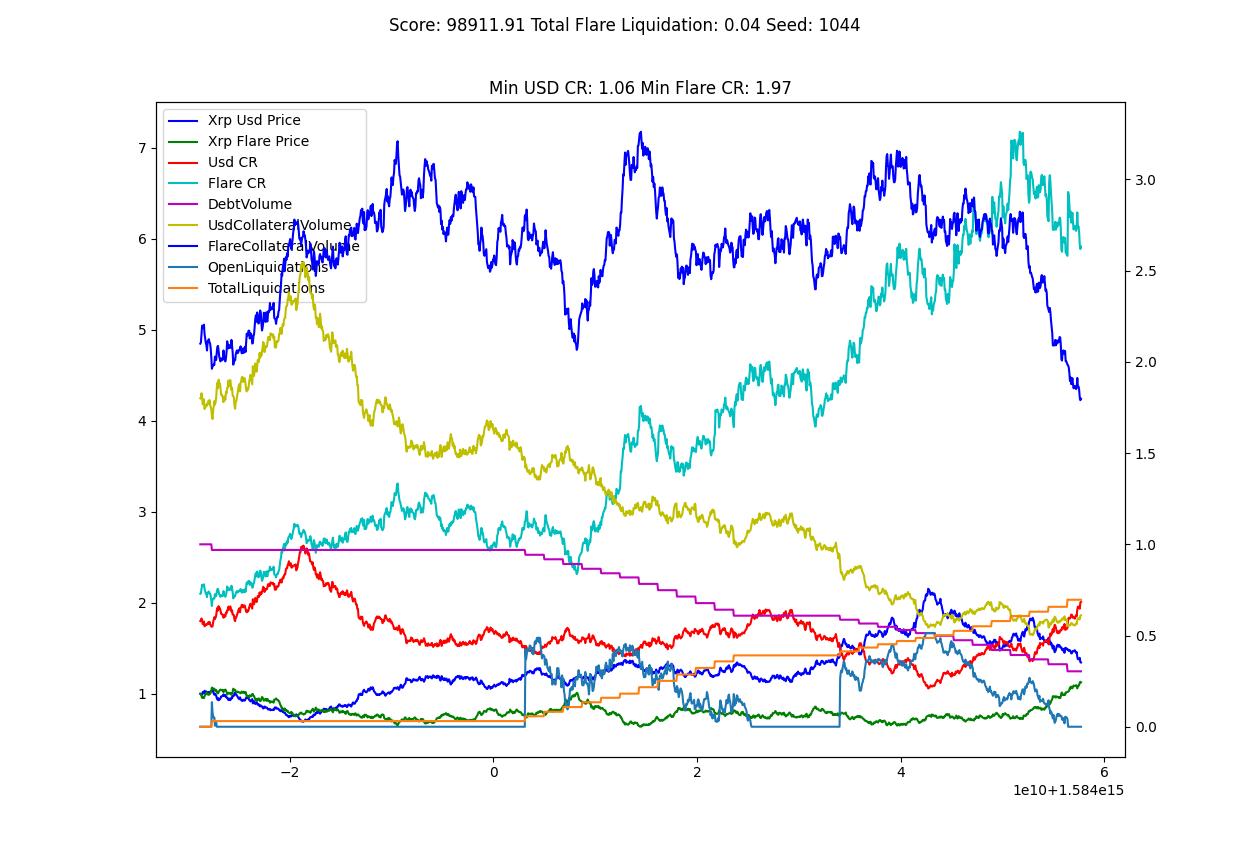 Score: 98911.91 Total Flare Liquidation: 0.04 Seed: 1044
Min USD CR: 1.06 Min Flare CR: 1.97
Xrp Usd Price
Xrp Flare Price
Usd CR
Flare CR
DebtVolume
UsdCollateralVolume
FlareCollateralVolume
OpenLiquidations
TotalLiquidations
7
6
5
4
3
2
1
3.0
2.5
2.0
1.5
1.0
0.5
0.0
−2
0
2
4
6
1e10+1.584e15